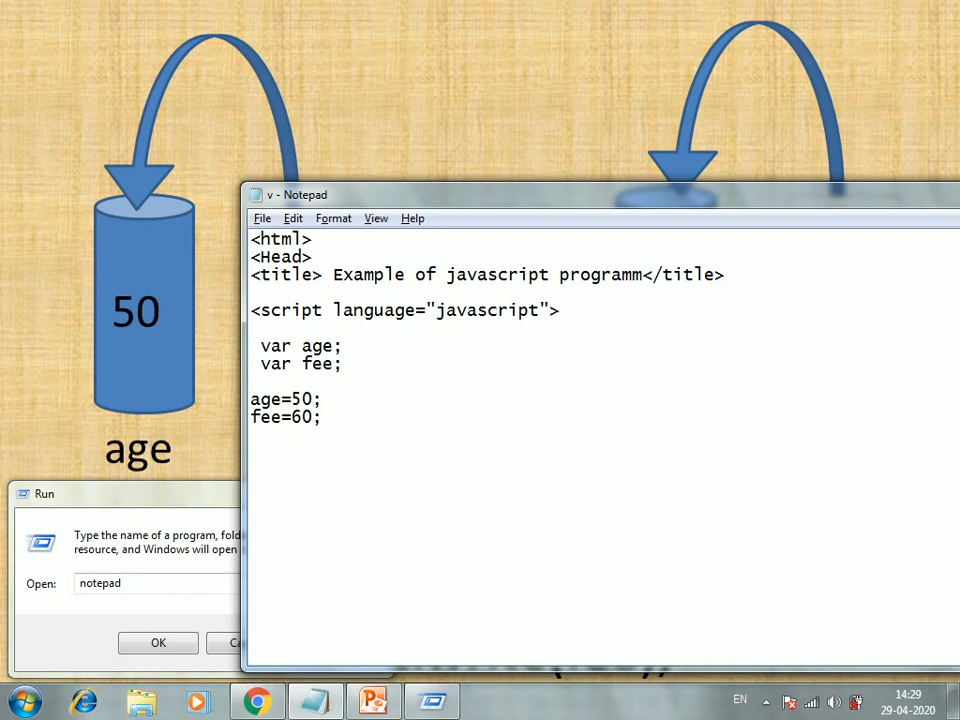 50
age
v - Notepad
File Edit Format View Help
<html>
<Head>
<title> Example of javascript programm</title>
<script language="javascript">
var age;
var fee;
age=50;
fee=60;
Run
Type the name of a program,
resource, and Windows will open
Open: notepad
OK
EN
14:29
29-04-2020